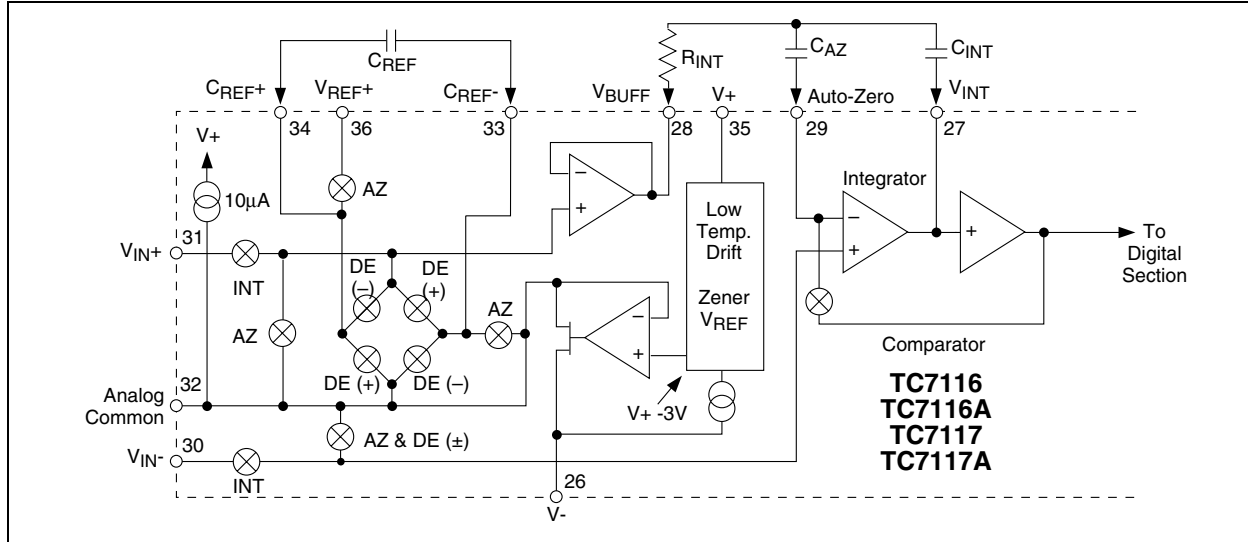 CREF
RINT
CAZ
CINT
CREF+
VREF+
CREF-
VBUFF
V+
Auto-Zero
VINT
34
36
33
28
35
29
27
V+
10μA
AZ
Integrator
–
+
Low
Temp.
Drift
Zener
VREF
–
+
+
To
Digital
Section
31
VIN+
INT
DE
(–)
DE
(+)
AZ
AZ
–
+
DE (+)
DE (–)
Comparator
32
Analog
Common
V+ -3V
TC7116
TC7116A
TC7117
TC7117A
AZ & DE (±)
30
VIN-
INT
26
V-